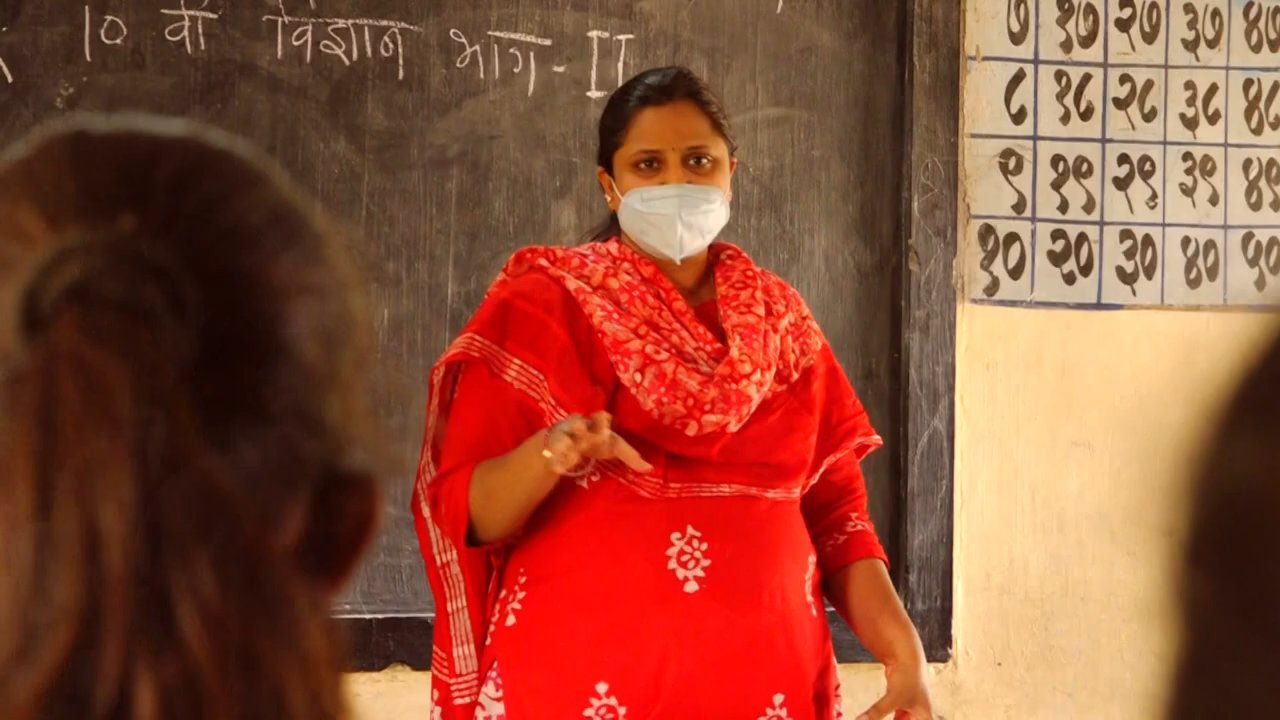 10 वी विज्ञान भाग - II
७ १७ २७ ३७ ४७
८ १८ २८ ३८ ४८
९ १९ २९ ३९ ४९
१० २० ३० ४० ५०